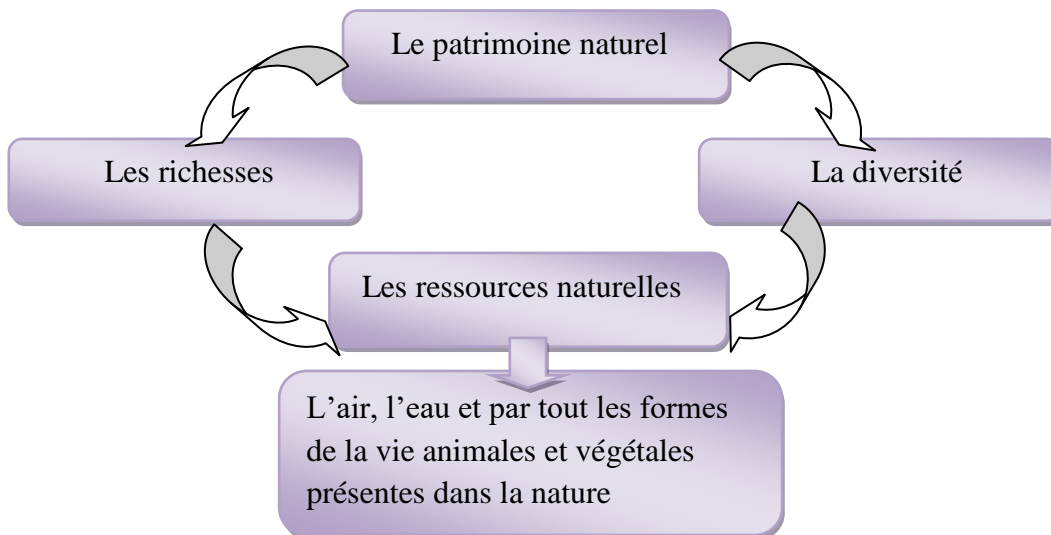 Le patrimoine naturel
Les richesses
La diversité
Les ressources naturelles
L’air, l’eau et par tout les formes
de la vie animales et végétales
présentes dans la nature